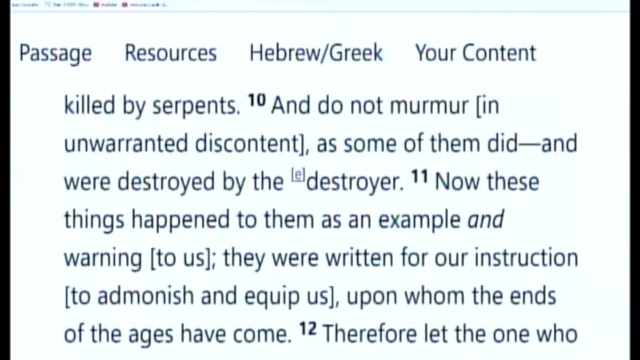 Passage Resources Hebrew/Greek Your Content
killed by serpents. 10 And do not murmur [in
unwarranted discontent], as some of them did—and
were destroyed by the [e]destroyer. 11 Now these
things happened to them as an example and
warning [to us]; they were written for our instruction
[to admonish and equip us], upon whom the ends
of the ages have come. 12 Therefore let the one who